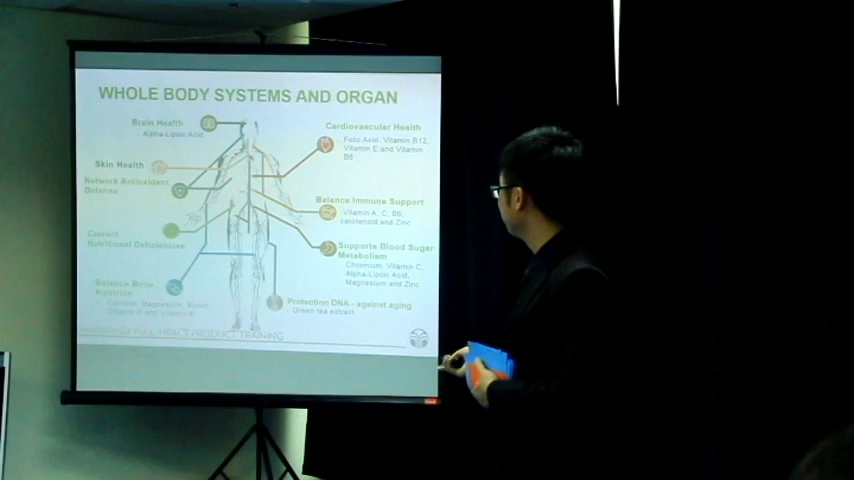 WHOLE BODY SYSTEMS AND ORGAN
Brain Health
Alpha-Lipoic Acid
Skin Health
Network Antioxidant
Defense
Correct
Nutritional Deficiencies
Balance Bone
Nutrition
Calcium, Magnesium, Boron
Vitamin D and Vitamin K
Cardiovascular Health
Folic Acid, Vitamin B12,
Vitamin E and Vitamin
B6
Balance Immune Support
Vitamin A, C, B6,
carotenoid and Zinc
Supports Blood Sugar
Metabolism
Chromium, Vitamin C,
Alpha-Lipoic Acid,
Magnesium and Zinc
Protection DNA - against aging
Green tea extract
FULL IMPACT PRODUCT TRAINING